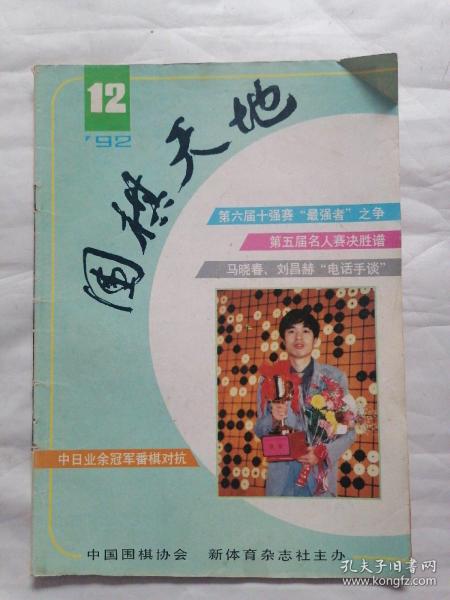 12
'92
围棋天地
第六届十强赛“最强者”之争
第五届名人赛决胜谱
马晓春、刘昌赫“电话手谈”
中日业余冠军番棋对抗
中国围棋协会 新体育杂志社主办
孔夫子旧书网
www.kongfz.com